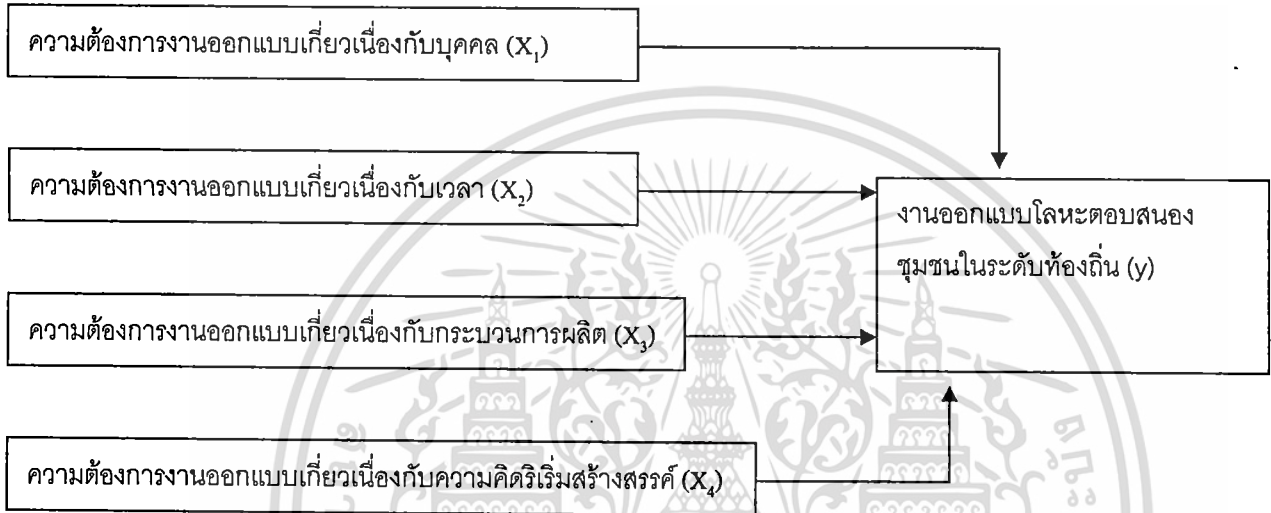 ความต้องการงานออกแบบเกี่ยวเนื่องกับบุคคล (X₁)
ความต้องการงานออกแบบเกี่ยวเนื่องกับเวลา (X₂)
งานออกแบบโลหะตอบสนอง
ชุมชนในระดับท้องถิ่น (y)
ความต้องการงานออกแบบเกี่ยวเนื่องกับกระบวนการผลิต (X₃)
ความต้องการงานออกแบบเกี่ยวเนื่องกับความคิดริเริ่มสร้างสรรค์ (X₄)